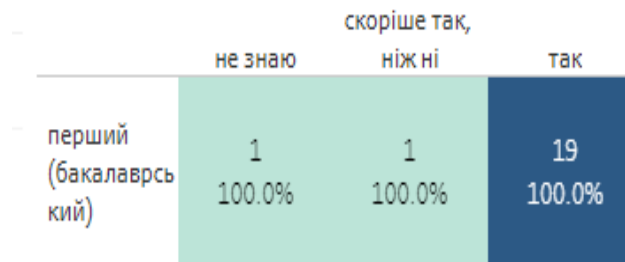 скоріше так,
не знаю ніж ні так
перший
(бакалаврсь
кий)
1 1 19
100.0% 100.0% 100.0%